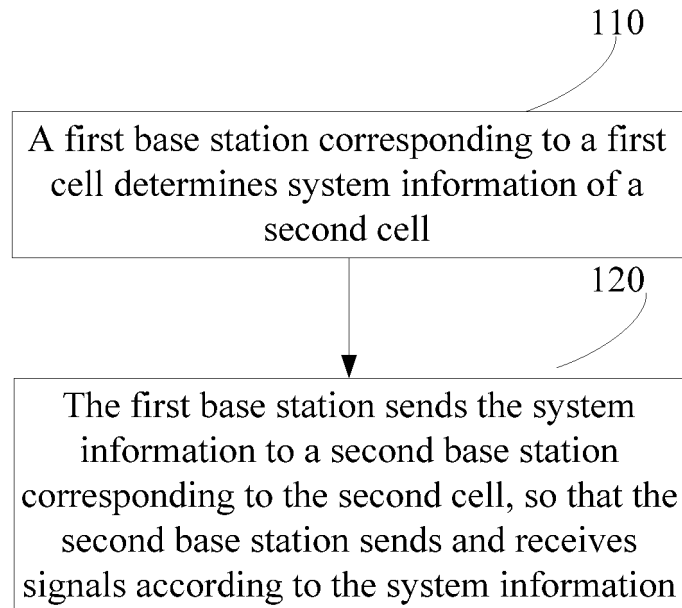 110
A first base station corresponding to a first
cell determines system information of a
second cell
120
The first base station sends the system
information to a second base station
corresponding to the second cell, so that the
second base station sends and receives
signals according to the system information